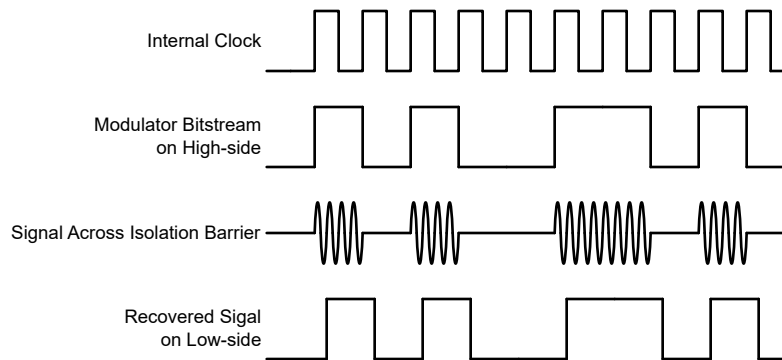 Internal Clock
Modulator Bitstream
on High-side
Signal Across Isolation Barrier
Recovered Sigal
on Low-side